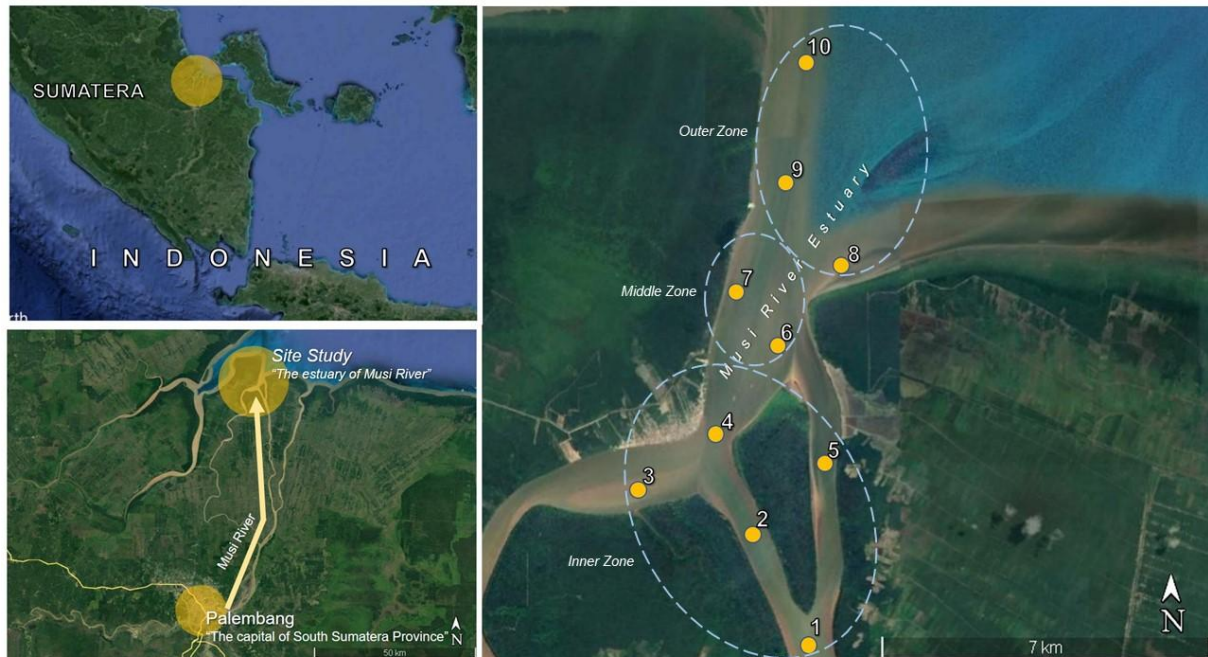 SUMATERA
INDONESIA
Site Study
"The estuary of Musi River"
Musi River
Palembang
"The capital of South Sumatera Province"
N
50 km
10
Outer Zone
9
Musi River Estuary
8
7
Middle Zone
6
4
5
3
2
Inner Zone
1
N
7 km